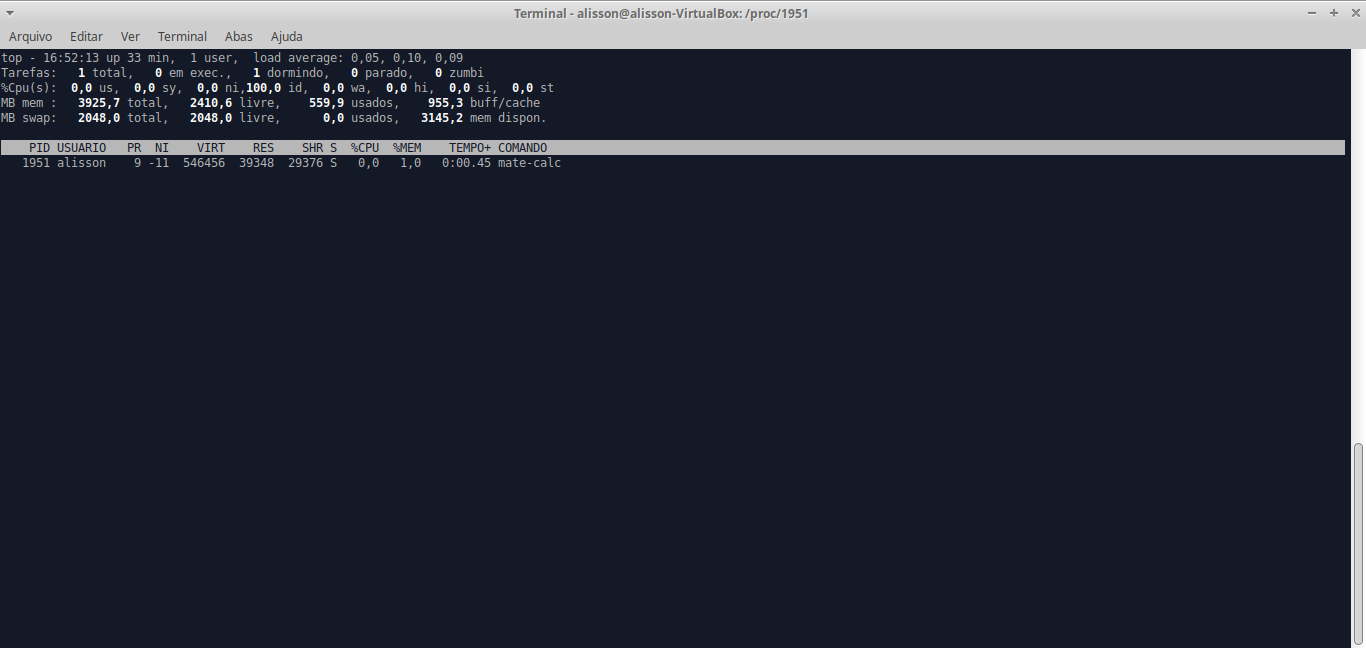 Terminal - alisson@alisson-VirtualBox: /proc/1951
Arquivo Editar Ver Terminal Abas Ajuda
top - 16:52:13 up 33 min,  1 user,  load average: 0,05, 0,10, 0,09
Tarefas:   1 total,   0 em exec.,   1 dormindo,   0 parado,   0 zumbi
%Cpu(s):  0,0 us,  0,0 sy,  0,0 ni,100,0 id,  0,0 wa,  0,0 hi,  0,0 si,  0,0 st
MB mem :   3925,7 total,   2410,6 livre,    559,9 usados,    955,3 buff/cache
MB swap:   2048,0 total,   2048,0 livre,      0,0 usados,   3145,2 mem dispon.
PID USUARIO   PR  NI    VIRT    RES    SHR S  %CPU  %MEM    TEMPO+ COMANDO
1951 alisson    9 -11  546456  39348  29376 S   0,0   1,0   0:00.45 mate-calc